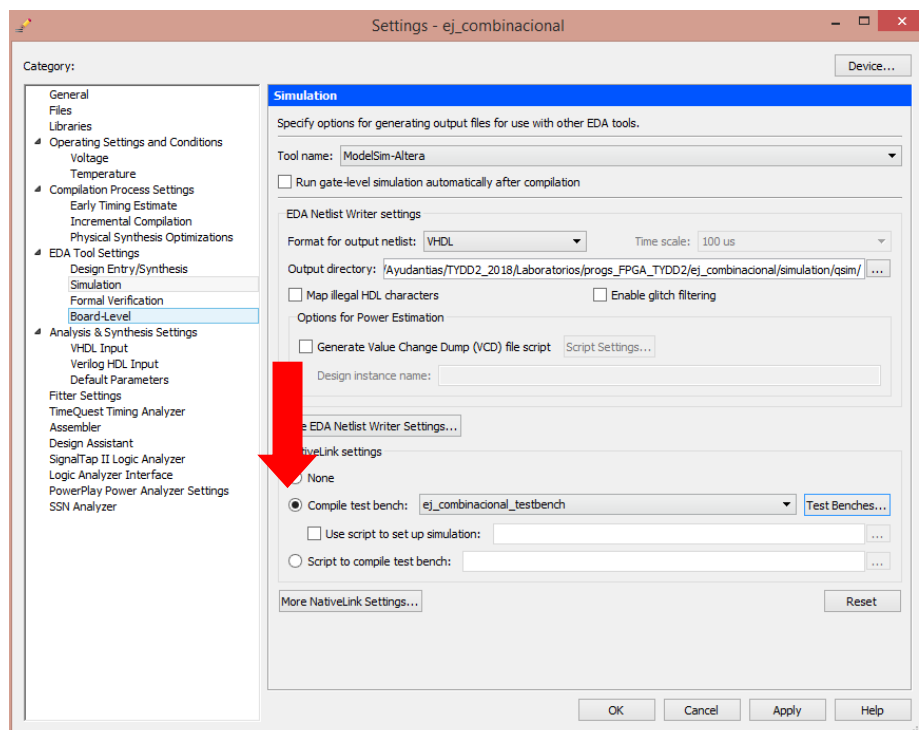 Settings - ej_combinacional
Category:
Device...
General
Files
Libraries
Operating Settings and Conditions
Voltage
Temperature
Compilation Process Settings
Early Timing Estimate
Incremental Compilation
Physical Synthesis Optimizations
EDA Tool Settings
Design Entry/Synthesis
Simulation
Formal Verification
Board-Level
Analysis & Synthesis Settings
VHDL Input
Verilog HDL Input
Default Parameters
Fitter Settings
TimeQuest Timing Analyzer
Assembler
Design Assistant
SignalTap II Logic Analyzer
Logic Analyzer Interface
PowerPlay Power Analyzer Settings
SSN Analyzer
Simulation
Specify options for generating output files for use with other EDA tools.
Tool name: ModelSim-Altera
Run gate-level simulation automatically after compilation
EDA Netlist Writer settings
Format for output netlist: VHDL Time scale: 100 us
Output directory: /Ayudantias/TYDD2_2018/Laboratorios/progs_FPGA_TYDD2/ej_combinacional/simulation/qsim/ ...
Map illegal HDL characters Enable glitch filtering
Options for Power Estimation
Generate Value Change Dump (VCD) file script Script Settings...
Design instance name:
e EDA Netlist Writer Settings...
tiveLink settings
None
Compile test bench: ej_combinacional_testbench Test Benches...
Use script to set up simulation: ...
Script to compile test bench: ...
More NativeLink Settings... Reset
OK Cancel Apply Help